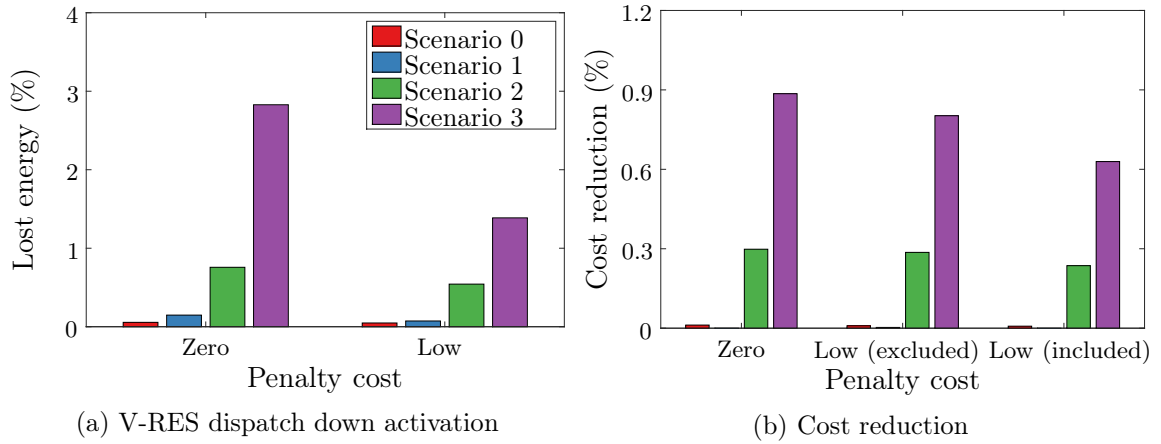 Lost energy (%)
4
3
2
1
0
Scenario 0
Scenario 1
Scenario 2
Scenario 3
Zero
Low
Penalty cost
(a) V-RES dispatch down activation
Cost reduction (%)
1.2
0.9
0.6
0.3
0
Zero
Low (excluded)
Low (included)
Penalty cost
(b) Cost reduction